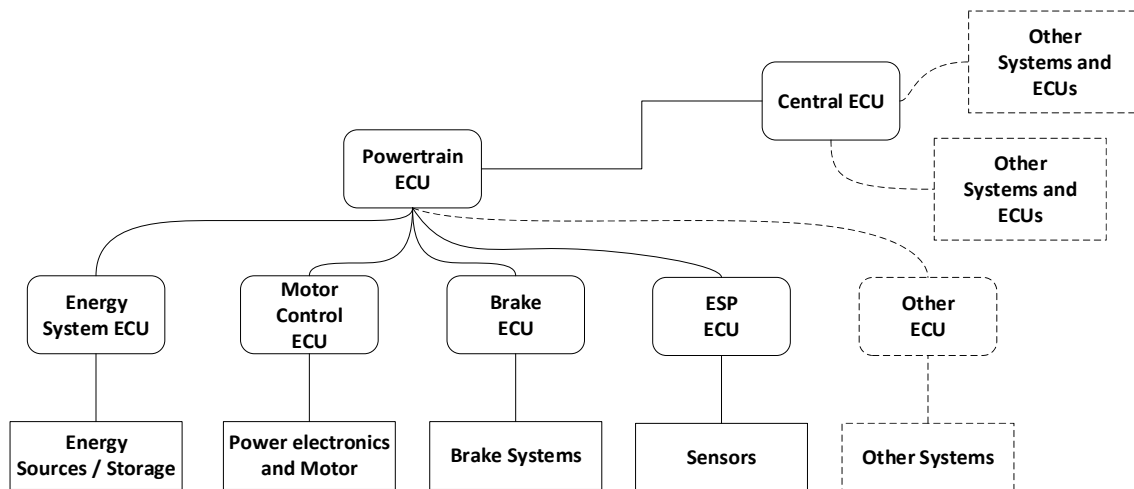 Other
Systems and
ECUs
Central ECU
Powertrain
ECU
Other
Systems and
ECUs
Energy
System ECU
Motor
Control
ECU
Brake
ECU
ESP
ECU
Other
ECU
Energy
Sources / Storage
Power electronics
and Motor
Brake Systems
Sensors
Other Systems